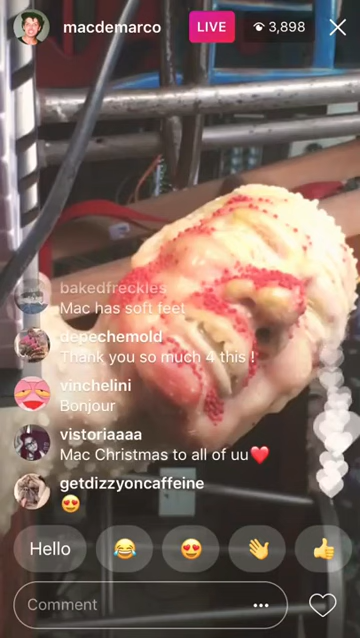 macdemarco LIVE 3,898
bakedfreckles
Mac has soft feet
depechemold
Thank you so much 4 this !
vinchelini
Bonjour
vistoriaaaa
Mac Christmas to all of uu❤️
getdizzyoncaffeine
😍
Hello 😂 😍 👋 👍
Comment